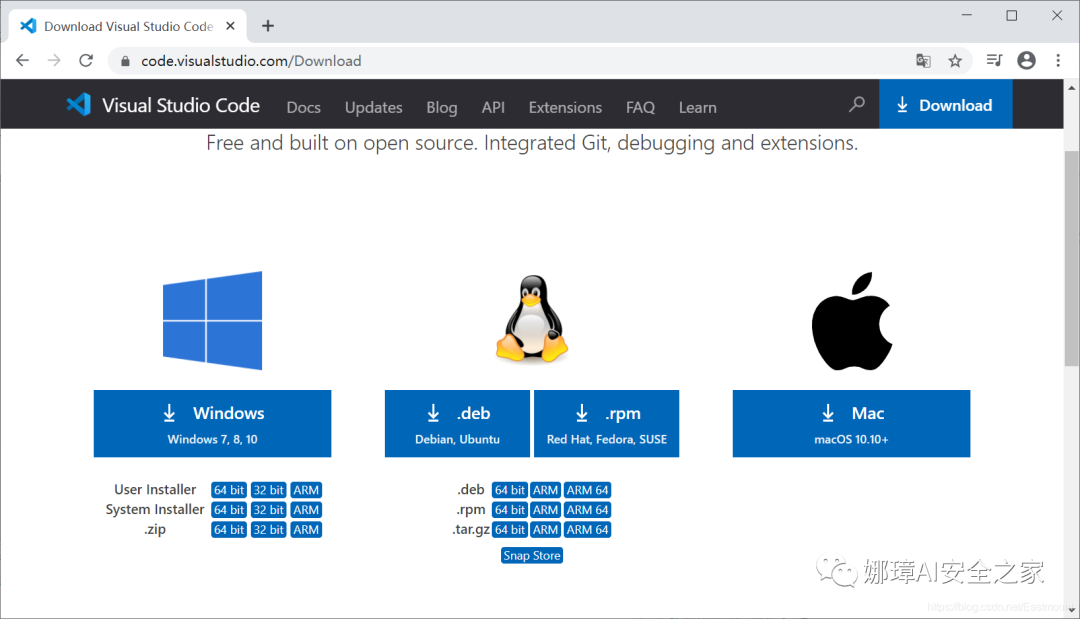 Download Visual Studio Code
code.visualstudio.com/Download
Visual Studio Code Docs Updates Blog API Extensions FAQ Learn Download
Free and built on open source. Integrated Git, debugging and extensions.
Windows
Windows 7, 8, 10
.deb
Debian, Ubuntu
.rpm
Red Hat, Fedora, SUSE
Mac
macOS 10.10+
User Installer 64 bit 32 bit ARM
System Installer 64 bit 32 bit ARM
.zip 64 bit 32 bit ARM
.deb 64 bit ARM ARM 64
.rpm 64 bit ARM ARM 64
.tar.gz 64 bit ARM ARM 64
Snap Store
娜璋AI安全之家